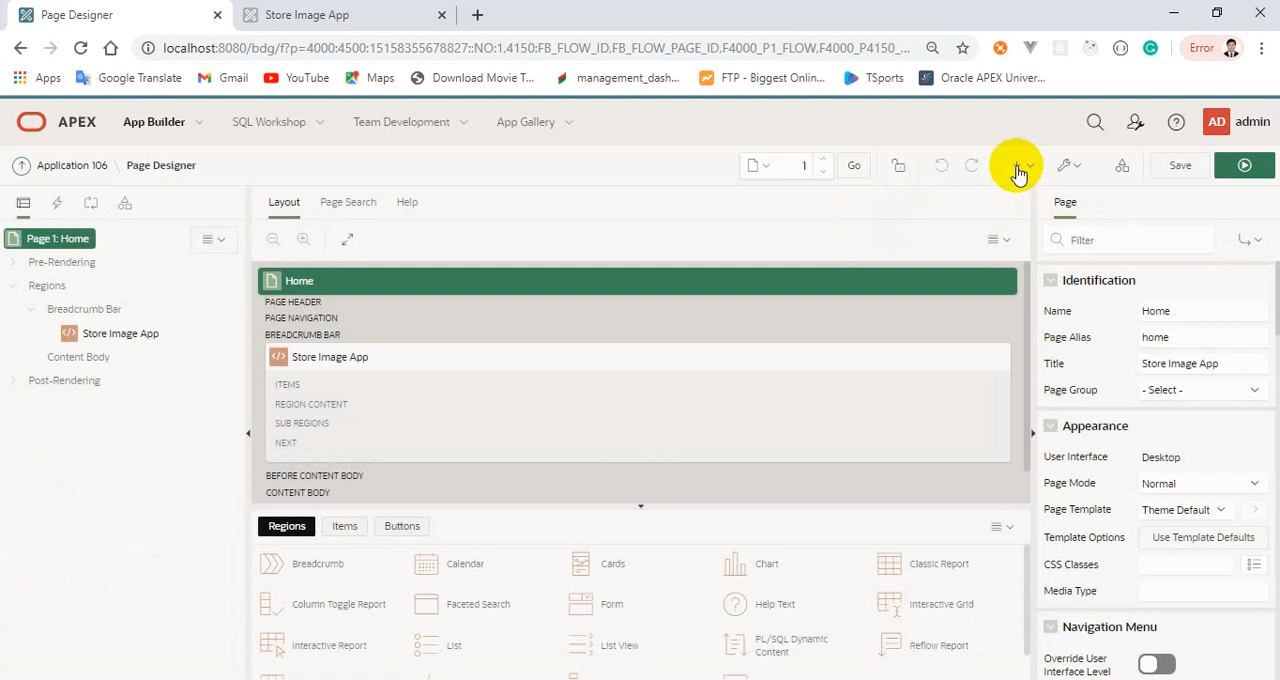 Page Designer
Store Image App
localhost:8080/bdg/f?p=4000:4500:15158355678827::NO:1,4150:FB_FLOW_ID,FB_FLOW_PAGE_ID,F4000_P1_FLOW,F4000_P4150_...
Error
Apps
Google Translate
Gmail
YouTube
Maps
Download Movie T...
management_dash...
FTP - Biggest Onlin...
TSports
Oracle APEX Univer...
APEX
App Builder
SQL Workshop
Team Development
App Gallery
AD
admin
Application 106
Page Designer
1
Go
Save
Layout
Page Search
Help
Page
Page 1: Home
Filter
Pre-Rendering
Regions
Breadcrumb Bar
Store Image App
Content Body
Post-Rendering
Home
PAGE HEADER
PAGE NAVIGATION
BREADCRUMB BAR
Store Image App
ITEMS
REGION CONTENT
SUB REGIONS
NEXT
BEFORE CONTENT BODY
CONTENT BODY
Regions
Items
Buttons
Breadcrumb
Calendar
Cards
Chart
Classic Report
Column Toggle Report
Faceted Search
Form
Help Text
Interactive Grid
Interactive Report
List
List View
PL/SQL Dynamic
Content
Reflow Report
Identification
Name
Home
Page Alias
home
Title
Store Image App
Page Group
- Select -
Appearance
User Interface
Desktop
Page Mode
Normal
Page Template
Theme Default
Template Options
Use Template Defaults
CSS Classes
Media Type
Navigation Menu
Override User
Interface Level